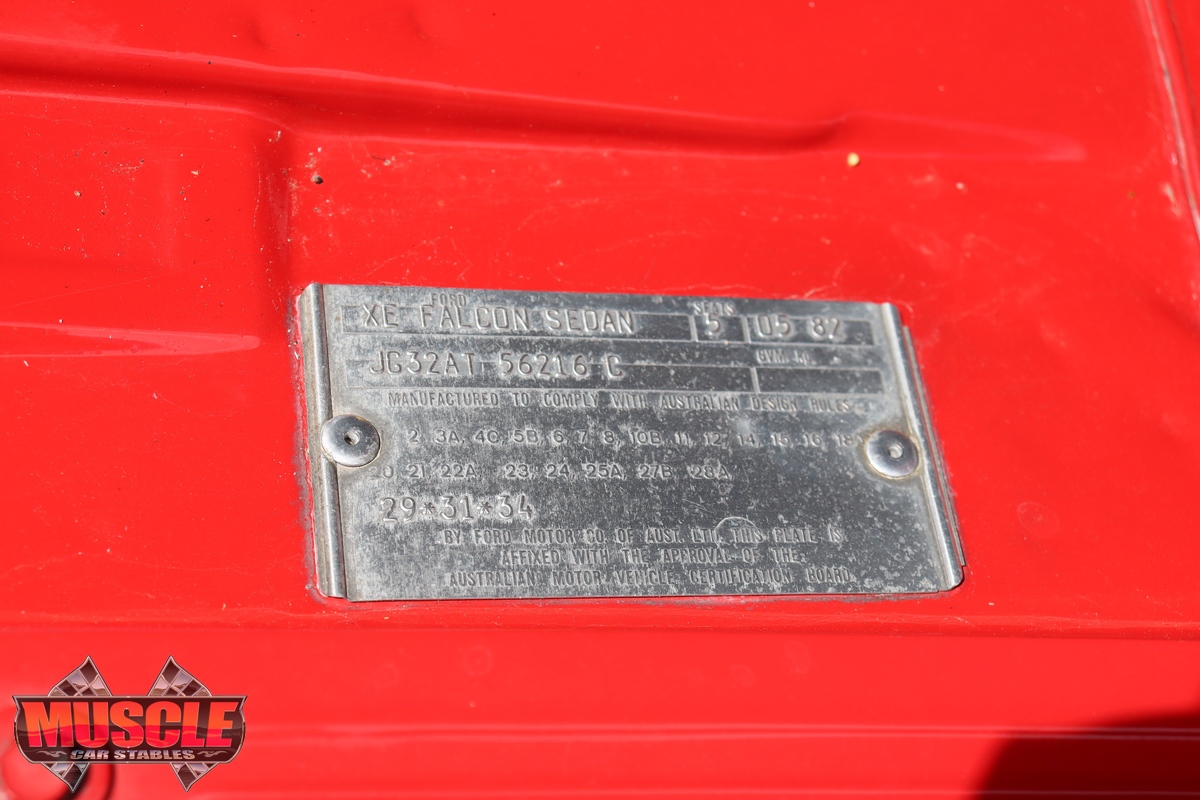 FORD SEATS
XE FALCON SEDAN 5 05 82
JG32AT 56216 C GVM. kg
MANUFACTURED TO COMPLY WITH AUSTRALIAN DESIGN RULES
2, 3A, 4C, 5B, 6, 7, 8, 10B, 11, 12, 14, 15, 16, 18
20, 21, 22A, 23, 24, 25A, 27B, 28A,
29*31*34
BY FORD MOTOR CO. OF AUST. LTD. THIS PLATE IS
AFFIXED WITH THE APPROVAL OF THE
AUSTRALIAN MOTOR VEHICLE CERTIFICATION BOARD
MUSCLE
CAR STABLES